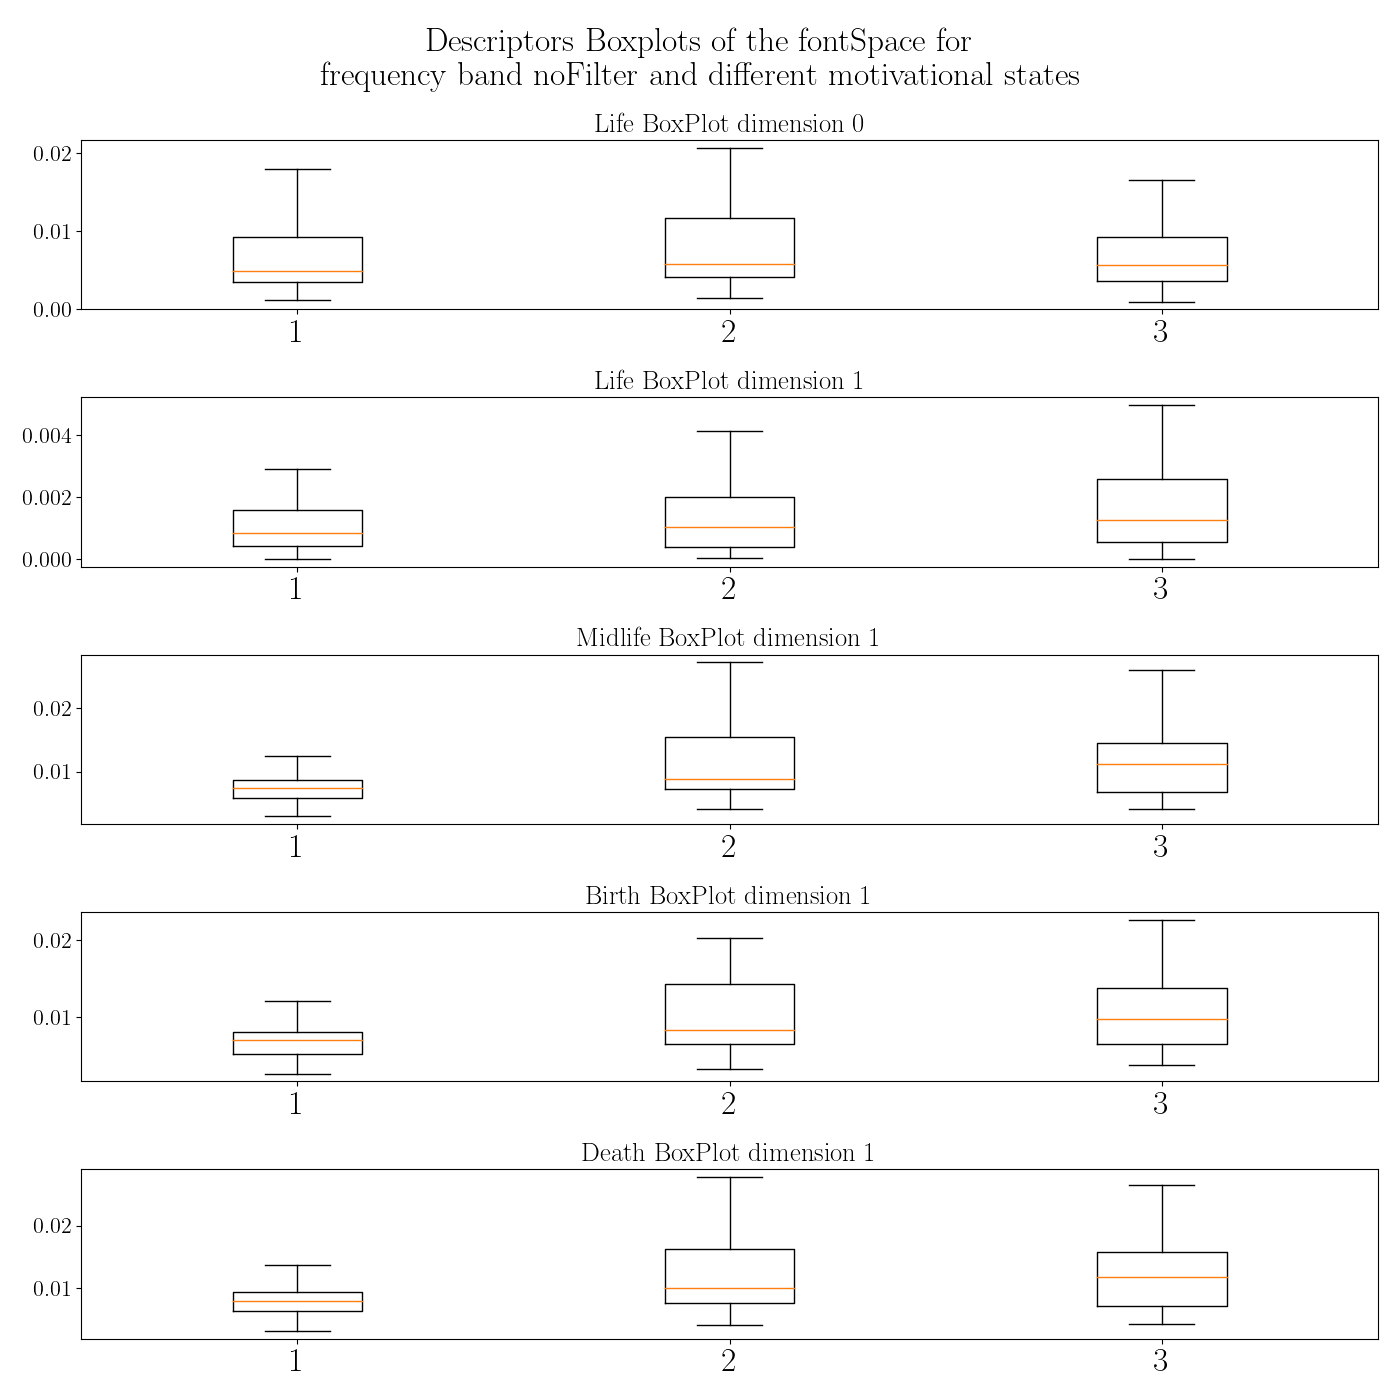 Descriptors Boxplots of the fontSpace for
frequency band noFilter and different motivational states
Life BoxPlot dimension 0
0.02
0.01
0.00
1 2 3
Life BoxPlot dimension 1
0.004
0.002
0.000
1 2 3
Midlife BoxPlot dimension 1
0.02
0.01
1 2 3
Birth BoxPlot dimension 1
0.02
0.01
1 2 3
Death BoxPlot dimension 1
0.02
0.01
1 2 3